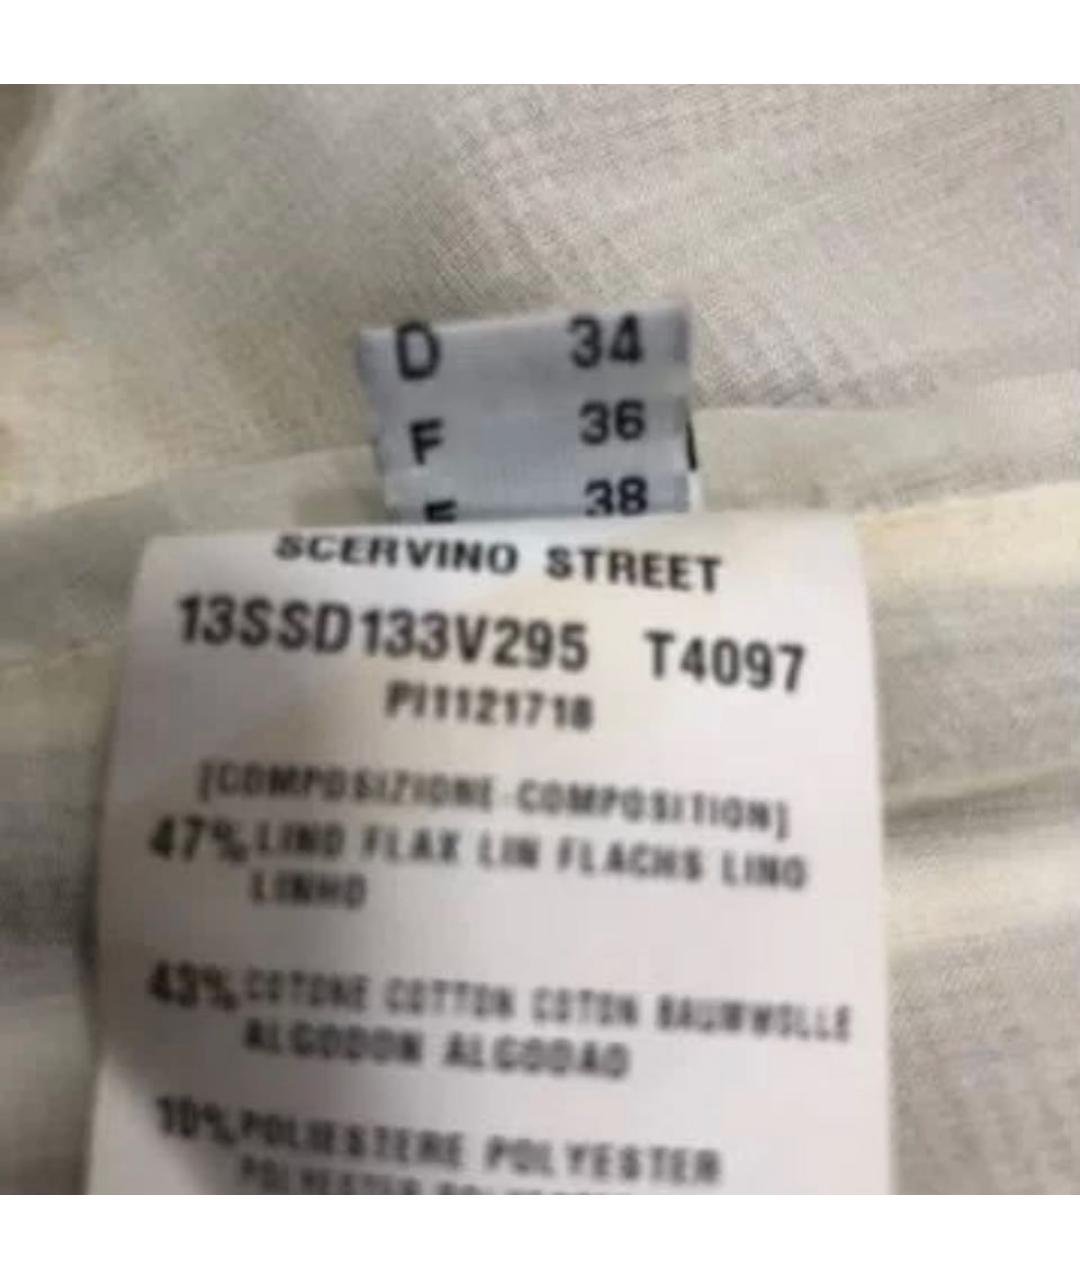 D 34
F 36
E 38
SCERVINO STREET
13SSD133V295 T4097
PI1121718
[COMPOSIZIONE-COMPOSITION]
47% LINO FLAX LIN FLACHS LINO
LINHO
43% COTONE COTTON COTON BAUMWOLLE
ALGODON ALGODAO
10% POLIESTERE POLYESTER